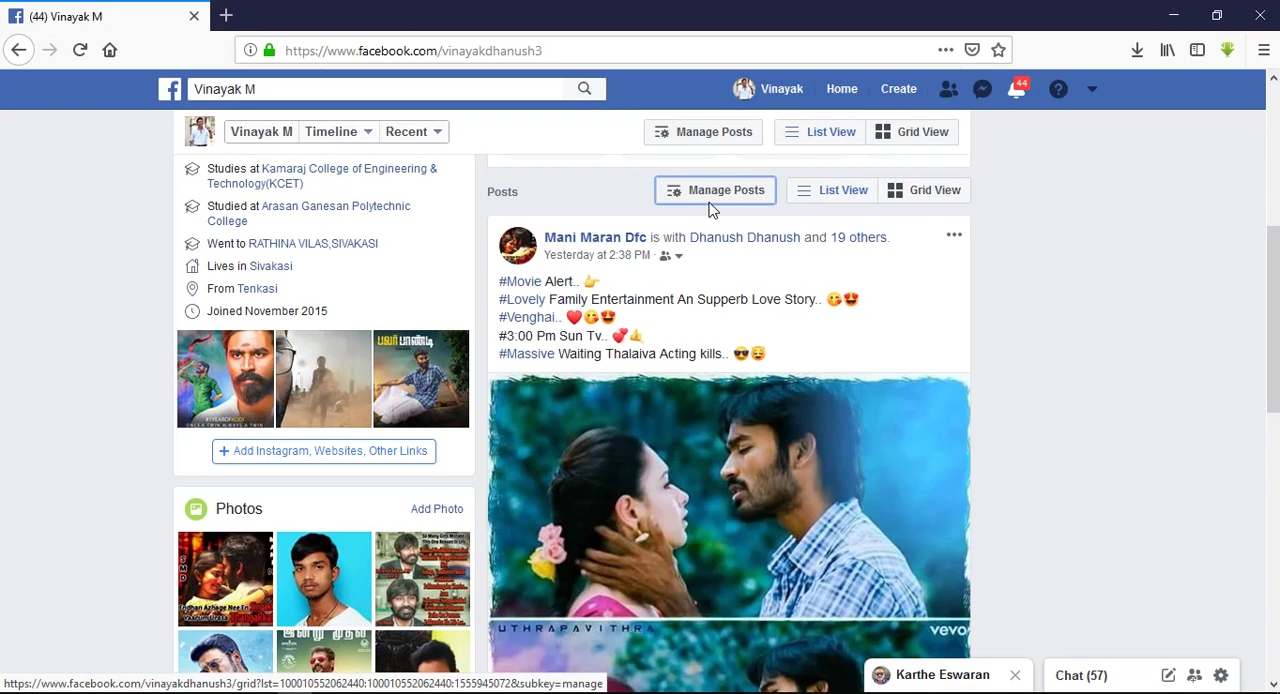 (44) Vinayak M
https://www.facebook.com/vinayakdhanush3
Vinayak M
Vinayak
Home
Create
44
Vinayak M
Timeline
Recent
Manage Posts
List View
Grid View
Studies at Kamaraj College of Engineering &
Technology(KCET)
Studied at Arasan Ganesan Polytechnic
College
Went to RATHINA VILAS,SIVAKASI
Lives in Sivakasi
From Tenkasi
Joined November 2015
+ Add Instagram, Websites, Other Links
Photos
Add Photo
Posts
Manage Posts
List View
Grid View
Mani Maran Dfc is with Dhanush Dhanush and 19 others.
Yesterday at 2:38 PM ·
#Movie Alert.. 👉
#Lovely Family Entertainment An Supperb Love Story.. 😋😍
#Venghai.. ❤️😋😍
#3:00 Pm Sun Tv.. 💕🤙
#Massive Waiting Thalaiva Acting kills.. 😎😇
UTHRAPAVITHRA
vevo
https://www.facebook.com/vinayakdhanush3/grid?lst=100010552062440:100010552062440:1555945072&subkey=manage
Karthe Eswaran
Chat (57)